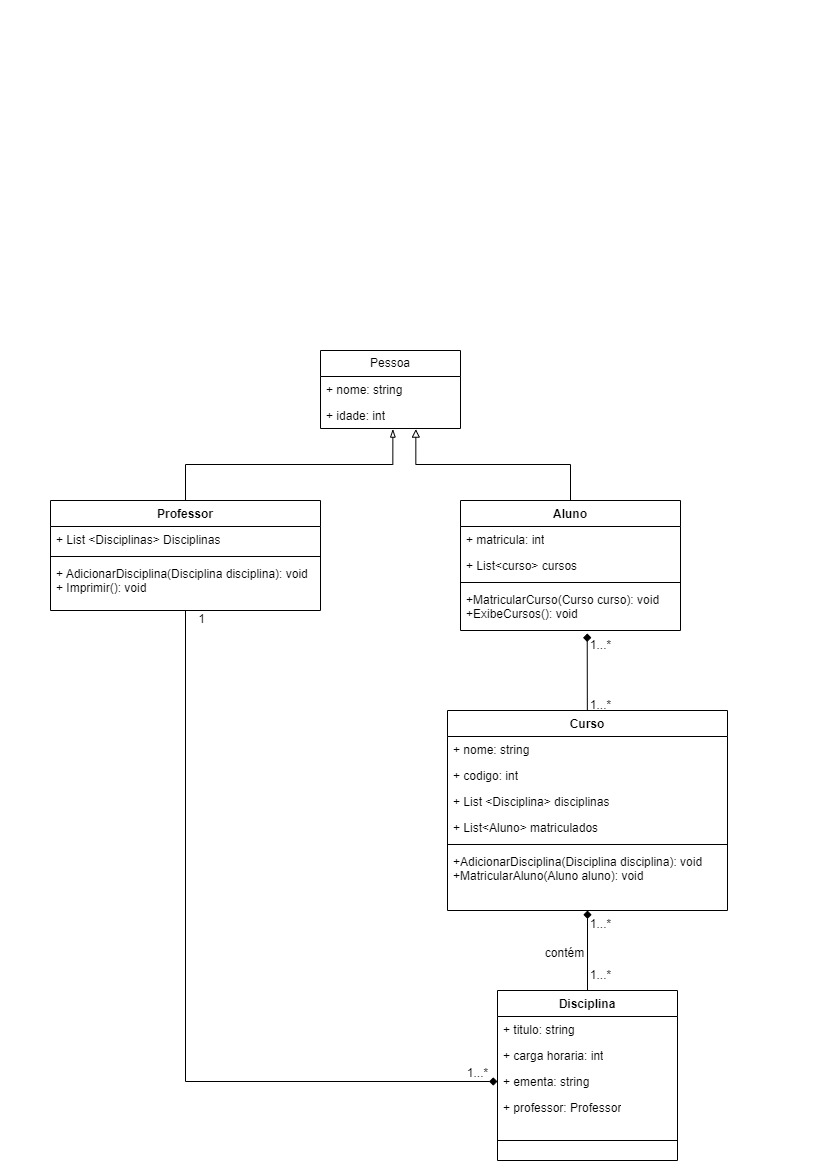 Pessoa
+ nome: string
+ idade: int
Professor
+ List <Disciplinas> Disciplinas
+ AdicionarDisciplina(Disciplina disciplina): void
+ Imprimir(): void
1
Aluno
+ matricula: int
+ List<curso> cursos
+MatricularCurso(Curso curso): void
+ExibeCursos(): void
1...*
1...*
Curso
+ nome: string
+ codigo: int
+ List <Disciplina> disciplinas
+ List<Aluno> matriculados
+AdicionarDisciplina(Disciplina disciplina): void
+MatricularAluno(Aluno aluno): void
1...*
contém
1...*
Disciplina
+ titulo: string
+ carga horaria: int
1...*
+ ementa: string
+ professor: Professor